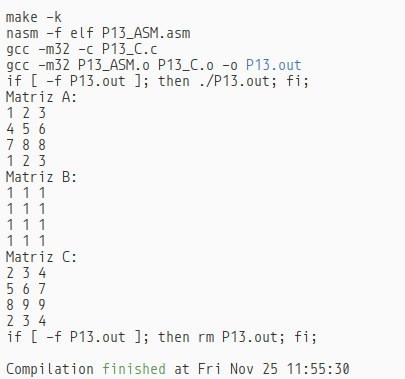 make -k
nasm -f elf P13_ASM.asm
gcc -m32 -c P13_C.c
gcc -m32 P13_ASM.o P13_C.o -o P13.out
if [ -f P13.out ]; then ./P13.out; fi;
Matriz A:
1 2 3
4 5 6
7 8 8
1 2 3
Matriz B:
1 1 1
1 1 1
1 1 1
1 1 1
Matriz C:
2 3 4
5 6 7
8 9 9
2 3 4
if [ -f P13.out ]; then rm P13.out; fi;

Compilation finished at Fri Nov 25 11:55:30